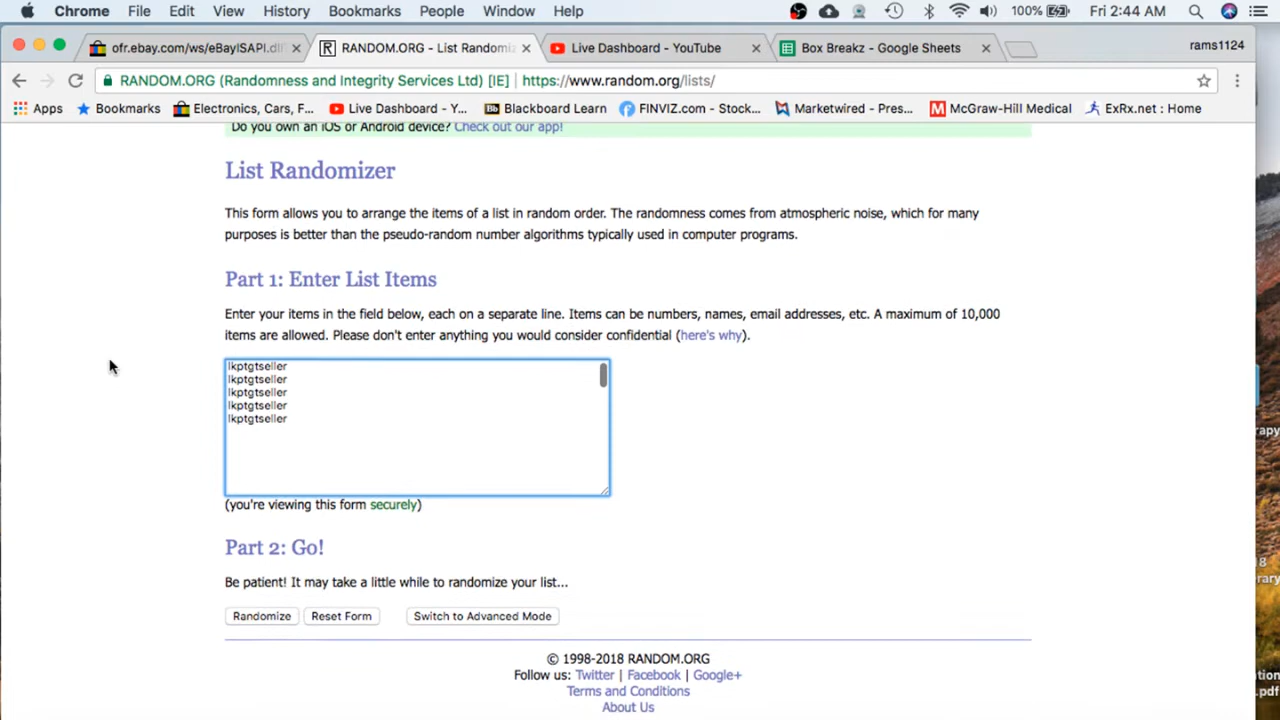 Chrome File Edit View History Bookmarks People Window Help 100% Fri 2:44 AM
ofr.ebay.com/ws/eBayISAPI.dll RANDOM.ORG - List Randomiz Live Dashboard - YouTube Box Breakz - Google Sheets rams1124
RANDOM.ORG (Randomness and Integrity Services Ltd) [IE] https://www.random.org/lists/
Apps Bookmarks Electronics, Cars, F... Live Dashboard - Y... Bb Blackboard Learn FINVIZ.com - Stock... Marketwired - Pres... M McGraw-Hill Medical ExRx.net : Home
Do you own an iOS or Android device? Check out our app!
List Randomizer
This form allows you to arrange the items of a list in random order. The randomness comes from atmospheric noise, which for many
purposes is better than the pseudo-random number algorithms typically used in computer programs.
Part 1: Enter List Items
Enter your items in the field below, each on a separate line. Items can be numbers, names, email addresses, etc. A maximum of 10,000
items are allowed. Please don't enter anything you would consider confidential (here's why).
lkptgtseller
lkptgtseller
lkptgtseller
lkptgtseller
lkptgtseller
(you're viewing this form securely)
Part 2: Go!
Be patient! It may take a little while to randomize your list...
Randomize Reset Form Switch to Advanced Mode
© 1998-2018 RANDOM.ORG
Follow us: Twitter | Facebook | Google+
Terms and Conditions
About Us